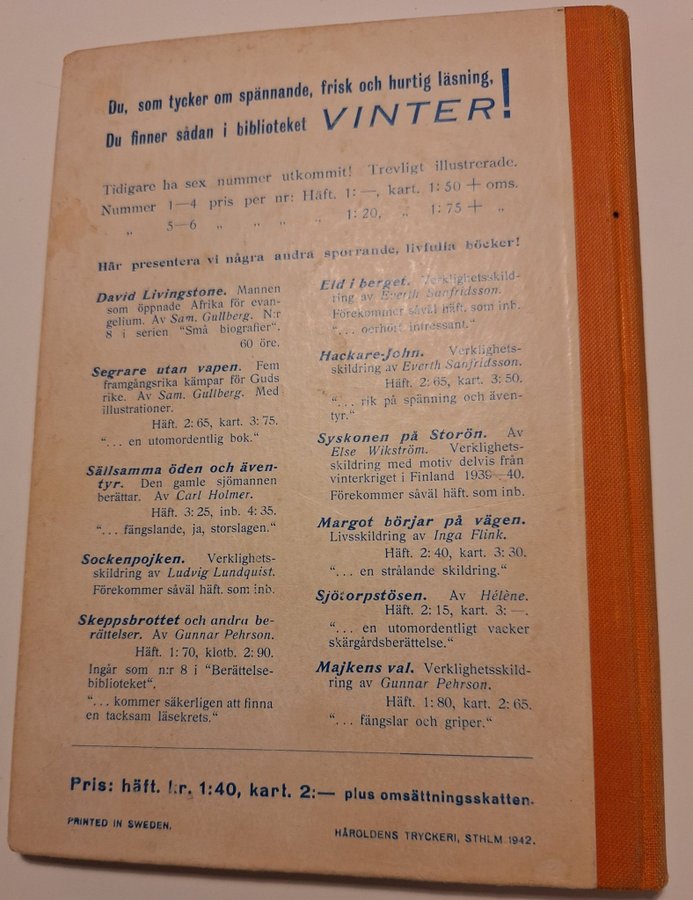 Du, som tycker om spännande, frisk och hurtig läsning,
Du finner sådan i biblioteket VINTER!
Tidigare ha sex nummer utkommit! Trevligt illustrerade.
Nummer 1—4 pris per nr: Häft. 1: —, kart. 1: 50 + oms.
„ 5—6 „ „ „ „ 1: 20, „ 1: 75 + „
Här presentera vi några andra sporrande, livfulla böcker!
David Livingstone. Mannen
som öppnade Afrika för evan-
gelium. Av Sam. Gullberg. N:r
8 i serien "Små biografier".
60 öre.
Segrare utan vapen. Fem
framgångsrika kämpar för Guds
rike. Av Sam. Gullberg. Med
illustrationer.
Häft. 2: 65, kart. 3: 75.
“... en utomordentlig bok.“
Sällsamma öden och även-
tyr. Den gamle sjömannen
berättar. Av Carl Holmer.
Häft. 3: 25, inb. 4: 35.
“... fängslande, ja, storslagen.“
Sockenpojken. Verklighets-
skildring av Ludvig Lundquist.
Förekommer såväl häft. som inb.
Skeppsbrottet och andra be-
rättelser. Av Gunnar Pehrson.
Häft. 1: 70, klotb. 2: 90.
Ingår som n:r 8 i "Berättelse-
biblioteket".
“... kommer säkerligen att finna
en tacksam läsekrets.“
Eld i berget. Verklighetsskild-
ring av Everth Sanfridsson.
Förekommer såväl häft. som inb.
“... oerhört intressant.“
Hackare-John. Verklighets-
skildring av Everth Sanfridsson.
Häft. 2: 65, kart. 3: 50.
“... rik på spänning och även-
tyr.“
Syskonen på Storön. Av
Else Wikström. Verklighets-
skildring med motiv delvis från
vinterkriget i Finland 1939—40.
Förekommer såväl häft. som inb.
Margot börjar på vägen.
Livsskildring av Inga Flink.
Häft. 2: 40, kart. 3: 30.
“... en strålande skildring.“
Sjötorpstösen. Av Hélène.
Häft. 2: 15, kart. 3: —.
“... en utomordentligt vacker
skärgårdsberättelse.“
Majkens val. Verklighetsskild-
ring av Gunnar Pehrson.
Häft. 1: 80, kart. 2: 65.
“... fängslar och griper.“
Pris: häft. kr. 1:40, kart. 2:— plus omsättningsskatten.
PRINTED IN SWEDEN.
HÄROLDENS TRYCKERI, STHLM 1942.